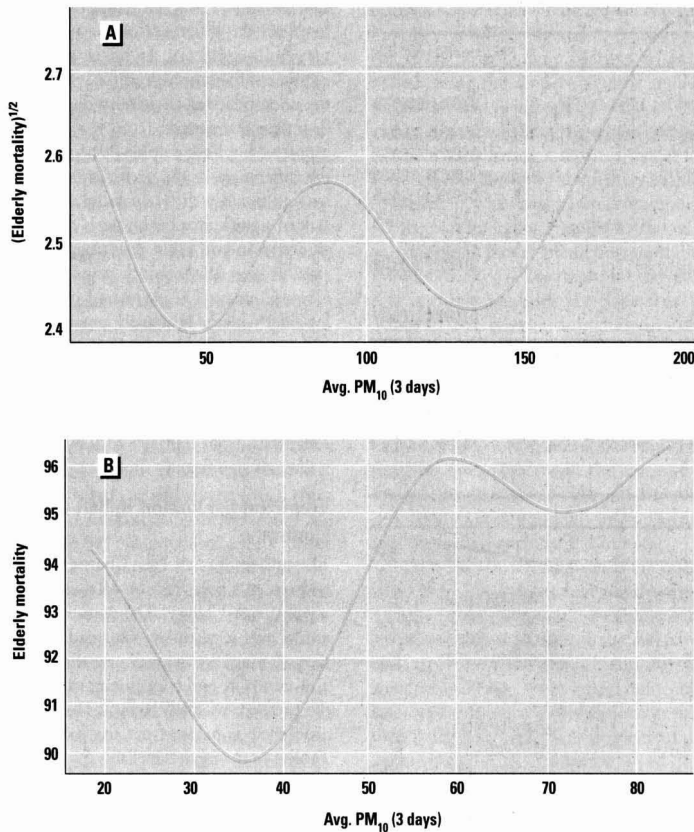 A
(Elderly mortality)1/2
2.7
2.6
2.5
2.4
50 100 150 200
Avg. PM10 (3 days)
B
Elderly mortality
96
95
94
93
92
91
90
20 30 40 50 60 70 80
Avg. PM10 (3 days)